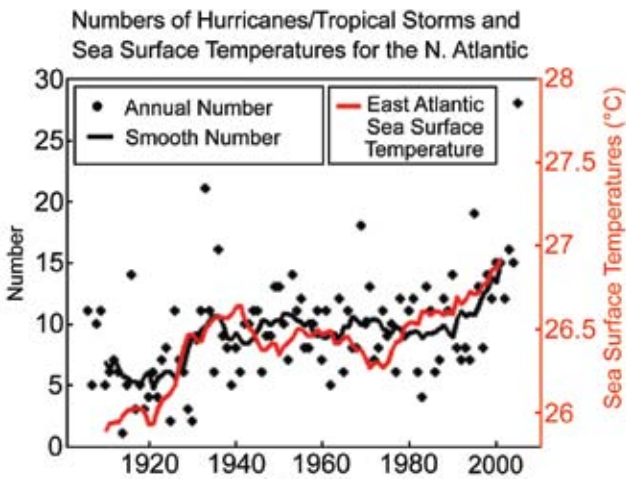 Numbers of Hurricanes/Tropical Storms and
Sea Surface Temperatures for the N. Atlantic
30
25
20
15
10
5
0
Number
Annual Number
Smooth Number
East Atlantic
Sea Surface
Temperature
28
27.5
27
26.5
26
Sea Surface Temperatures (°C)
1920
1940
1960
1980
2000